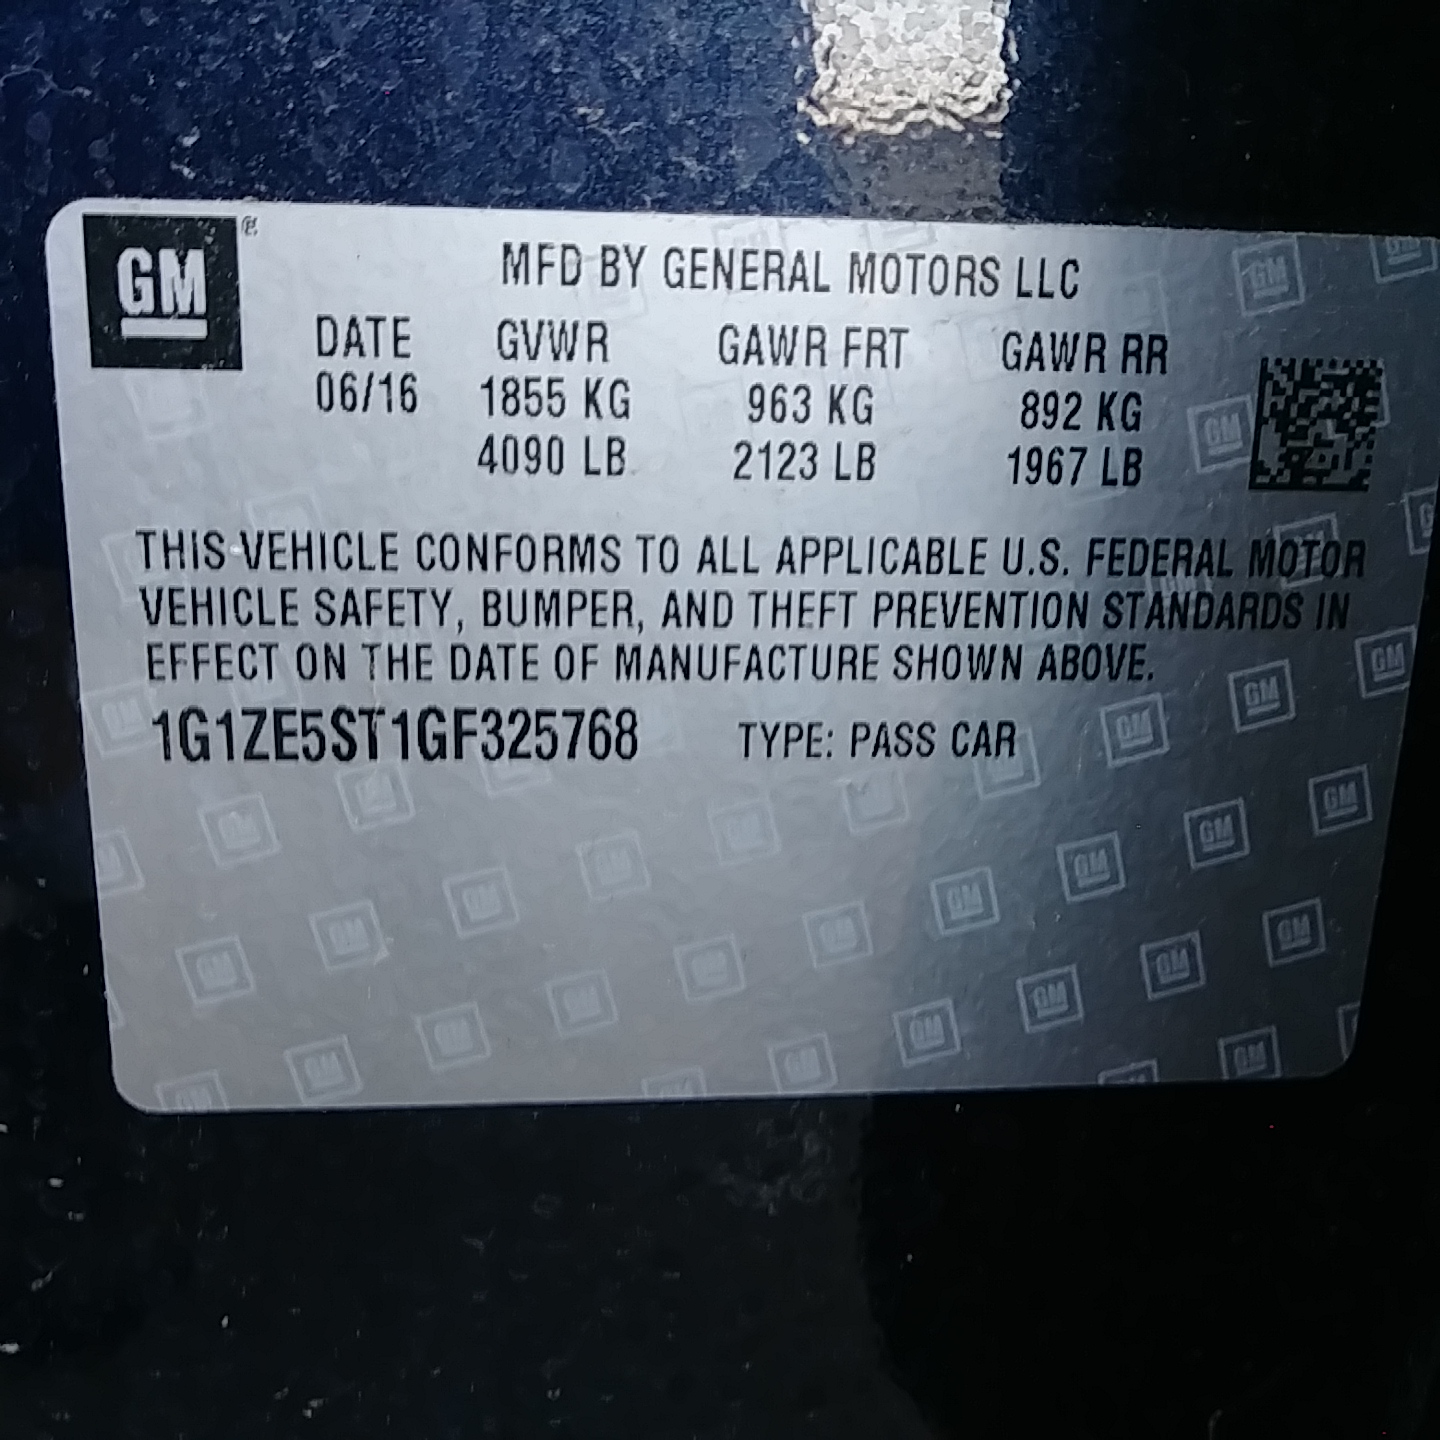 GM
MFD BY GENERAL MOTORS LLC
DATE GVWR GAWR FRT GAWR RR
06/16 1855 KG 963 KG 892 KG
4090 LB 2123 LB 1967 LB
THIS VEHICLE CONFORMS TO ALL APPLICABLE U.S. FEDERAL MOTOR
VEHICLE SAFETY, BUMPER, AND THEFT PREVENTION STANDARDS IN
EFFECT ON THE DATE OF MANUFACTURE SHOWN ABOVE.
1G1ZE5ST1GF325768 TYPE: PASS CAR